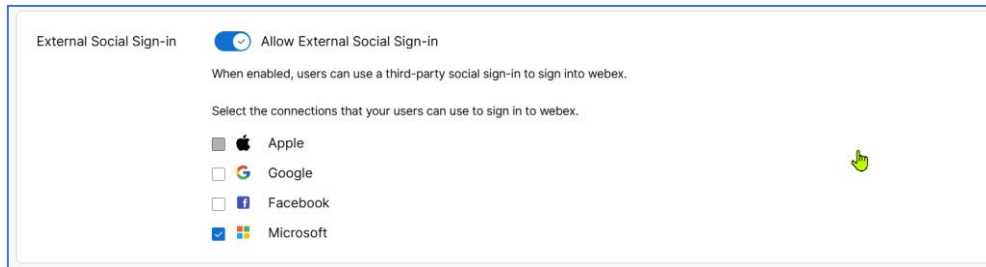 External Social Sign-in
Allow External Social Sign-in
When enabled, users can use a third-party social sign-in to sign into webex.
Select the connections that your users can use to sign in to webex.
Apple
Google
Facebook
Microsoft